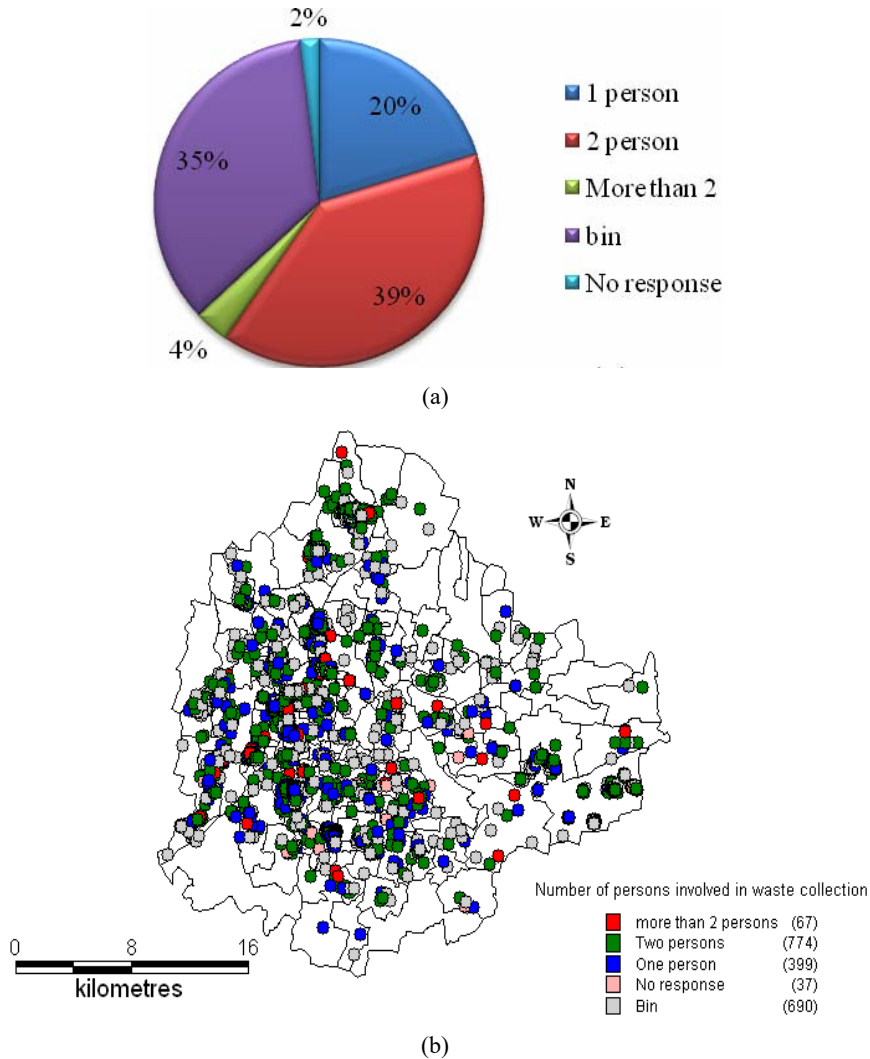 2%
20%
35%
39%
4%
1 person
2 person
More than 2
bin
No response
(a)
N
W E
S
Number of persons involved in waste collection
more than 2 persons (67)
Two persons (774)
One person (399)
No response (37)
Bin (690)
0 8 16
kilometres
(b)